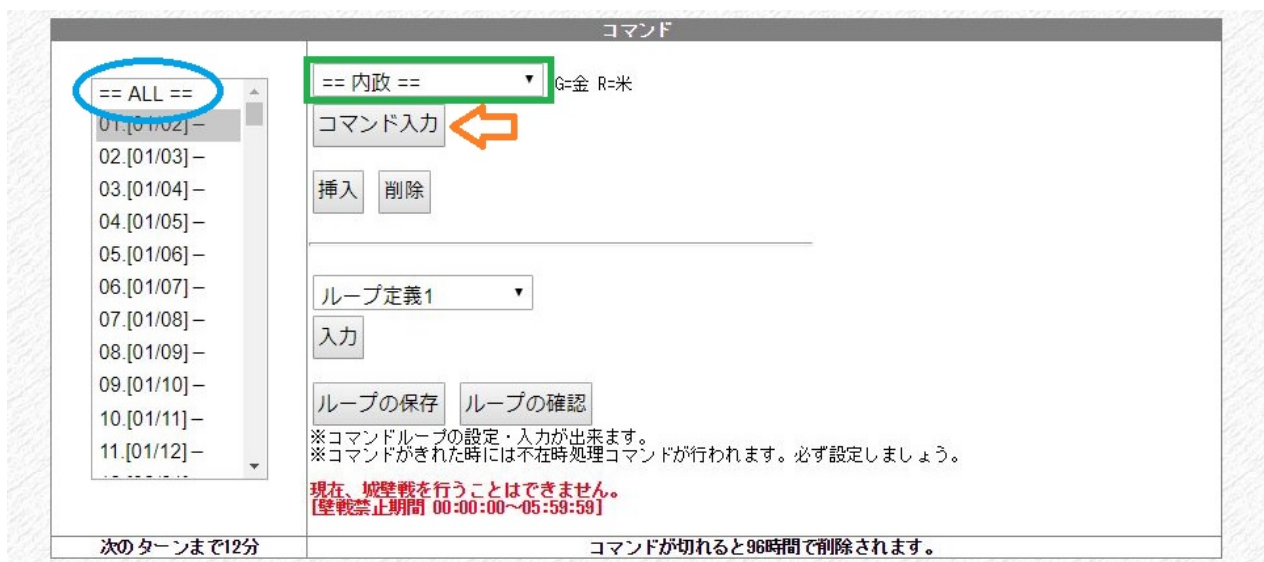 コマンド
== ALL ==
01.[01/02] –
02.[01/03] –
03.[01/04] –
04.[01/05] –
05.[01/06] –
06.[01/07] –
07.[01/08] –
08.[01/09] –
09.[01/10] –
10.[01/11] –
11.[01/12] –
== 内政 ==
G=金 R=米
コマンド入力
挿入 削除
ループ定義1
入力
ループの保存 ループの確認
※コマンドループの設定・入力が出来ます。
※コマンドがきれた時には不在時処理コマンドが行われます。必ず設定しましょう。
現在、城壁戦を行うことはできません。
[壁戦禁止期間 00:00:00～05:59:59]
次のターンまで12分
コマンドが切れると96時間で削除されます。